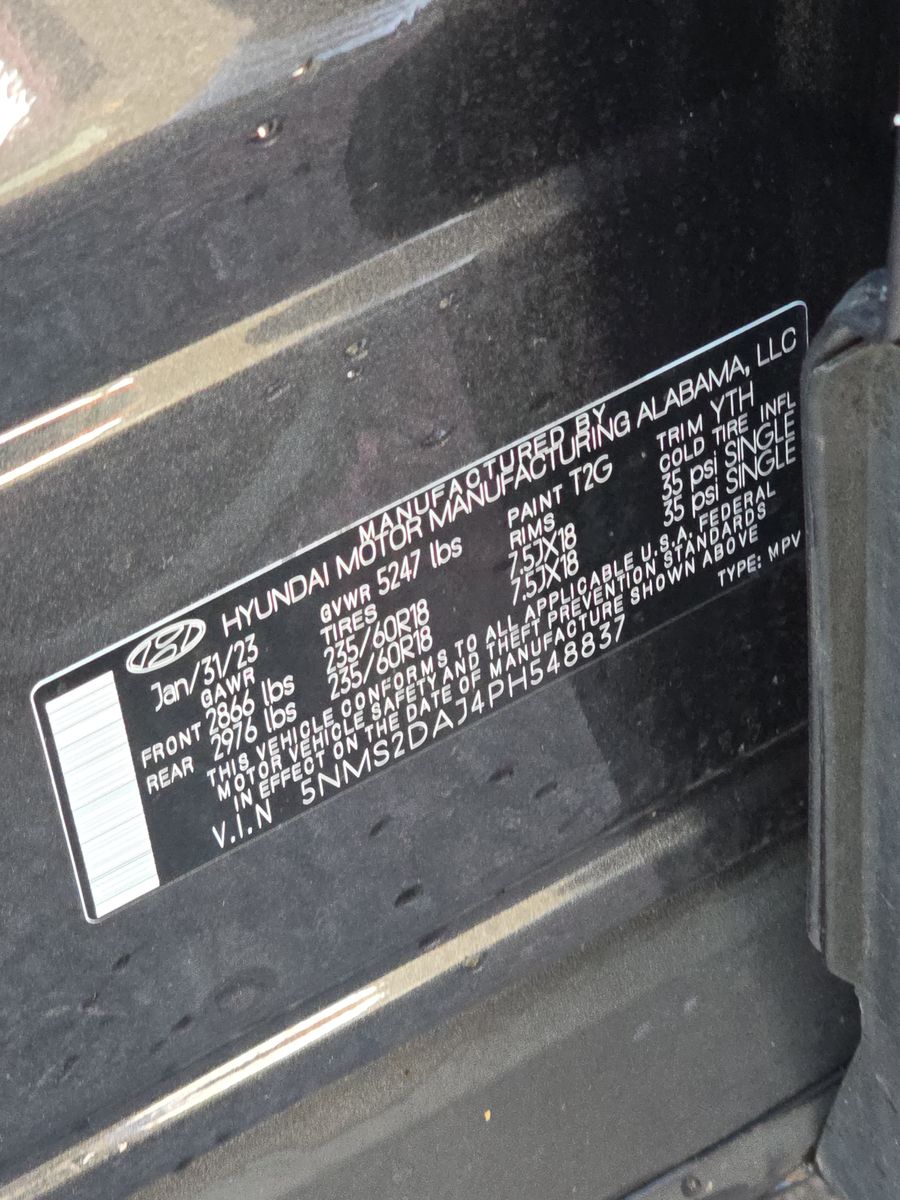 MANUFACTURED BY
HYUNDAI MOTOR MANUFACTURING ALABAMA, LLC
Jan/31/23 GVWR 5247 lbs PAINT T2G TRIM YTH
GAWR TIRES RIMS COLD TIRE INFL
FRONT 2866 lbs 235/60R18 7.5JX18 35 psi SINGLE
REAR 2976 lbs 235/60R18 7.5JX18 35 psi SINGLE
THIS VEHICLE CONFORMS TO ALL APPLICABLE U.S.A. FEDERAL
MOTOR VEHICLE SAFETY AND THEFT PREVENTION STANDARDS
IN EFFECT ON THE DATE OF MANUFACTURE SHOWN ABOVE
V.I.N 5NMS2DAJ4PH548837 TYPE: MPV